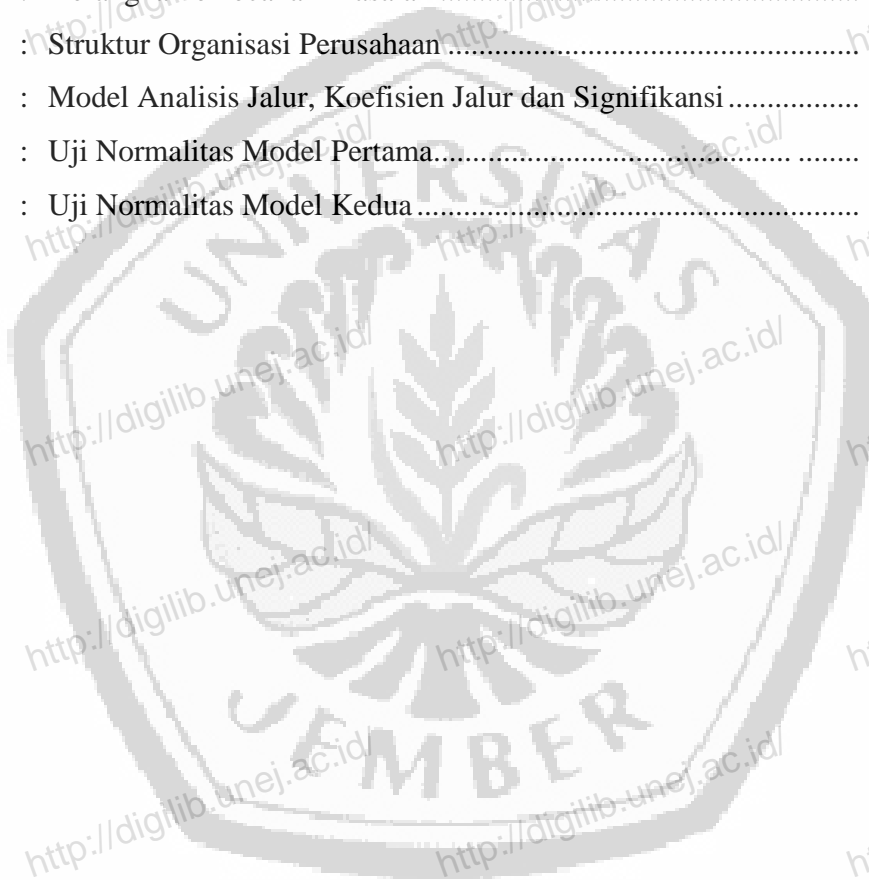 : Struktur Organisasi Perusahaan ..................................................
: Model Analisis Jalur, Koefisien Jalur dan Signifikansi ................
: Uji Normalitas Model Pertama............................................. ........
: Uji Normalitas Model Kedua .....................................................
UNIVERSITAS
JEMBER
http://digilib.unej.ac.id/
http://digilib.unej.ac.id/
http://digilib.unej.ac.id/
http://digilib.unej.ac.id/
http://digilib.unej.ac.id/
http://digilib.unej.ac.id/
http://digilib.unej.ac.id/
http://digilib.unej.ac.id/